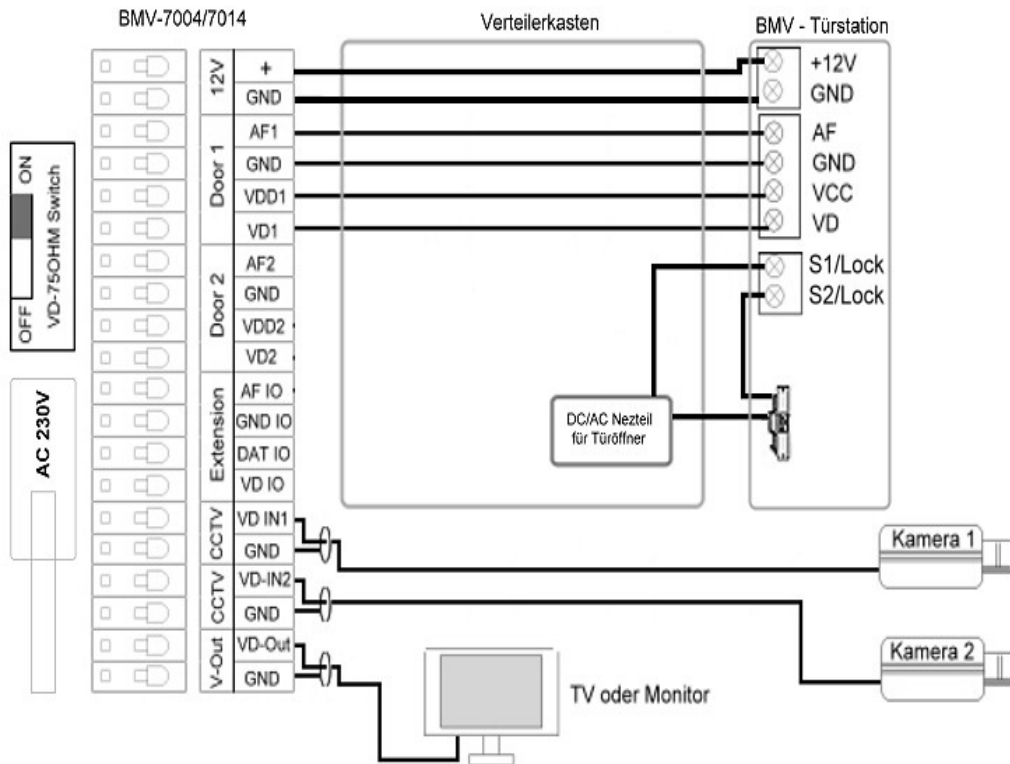 BMV-7004/7014
Verteilerkasten
BMV - Türstation
12V
+
GND
Door 1
AF1
GND
VDD1
VD1
Door 2
AF2
GND
VDD2
VD2
Extension
AF IO
GND IO
DAT IO
VD IO
CCTV
VD IN1
GND
CCTV
VD-IN2
GND
V-Out
VD-Out
GND
ON
OFF
VD-75OHM Switch
AC 230V
+12V
GND
AF
GND
VCC
VD
S1/Lock
S2/Lock
DC/AC Nezteil
für Türöffner
Kamera 1
Kamera 2
TV oder Monitor